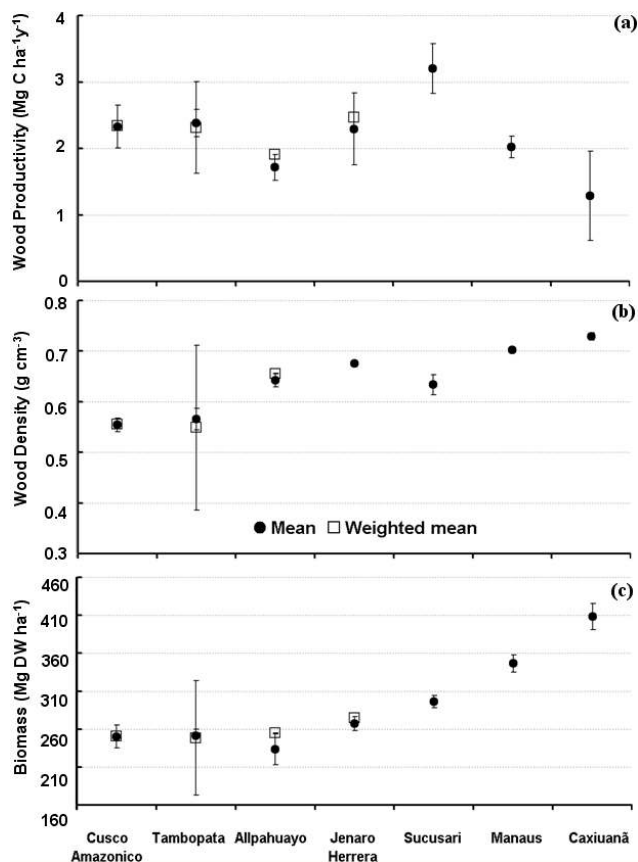 (a)
Wood Productivity (Mg C ha⁻¹y⁻¹)
4
3
2
1
0
(b)
Wood Density (g cm⁻³)
0.8
0.7
0.6
0.5
0.4
0.3
Mean Weighted mean
(c)
Biomass (Mg DW ha⁻¹)
460
410
360
310
260
210
160
Cusco Tambopata Allpahuayo Jenaro Sucusari Manaus Caxiuanã
Amazonico Herrera